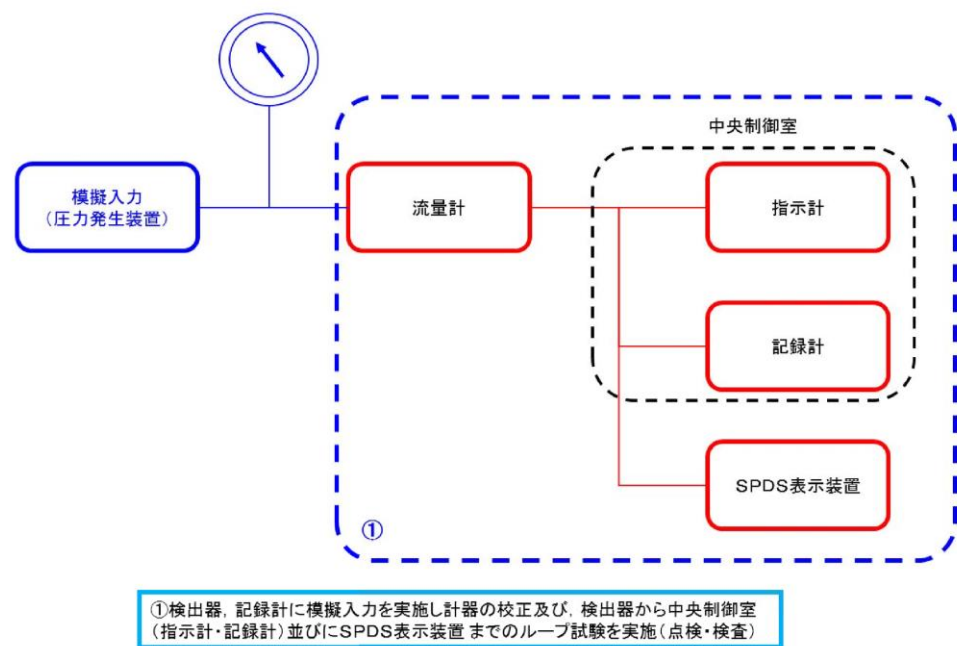 中央制御室
模擬入力
(圧力発生装置)
流量計
指示計
記録計
SPDS表示装置
①
①検出器，記録計に模擬入力を実施し計器の校正及び，検出器から中央制御室
(指示計・記録計)並びにSPDS表示装置 までのループ試験を実施(点検・検査)